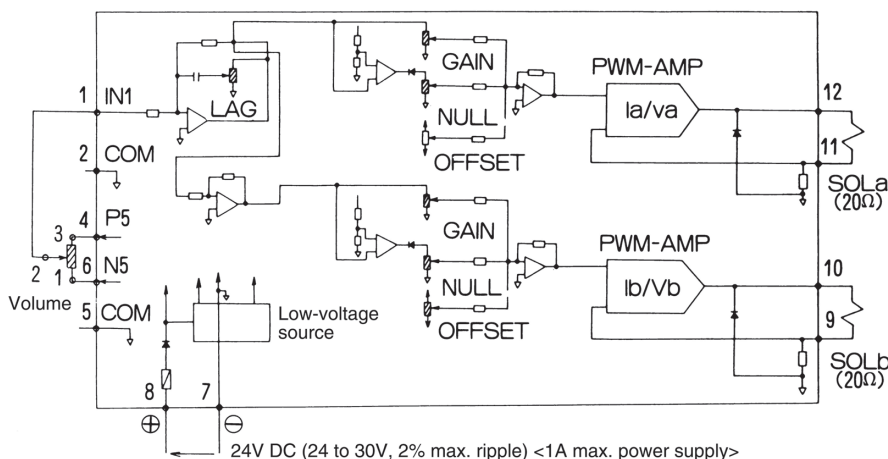 12
GAIN
PWM-AMP
1 IN1
LAG
Ia/va
NULL
11
2 COM
OFFSET
SOLa
(20Ω)
4 P5
3
GAIN
PWM-AMP
2
6 N5
1
10
Volume
NULL
Ib/Vb
5 COM
Low-voltage
source
9
OFFSET
SOLb
(20Ω)
8 7
⊕ ⊖
24V DC (24 to 30V, 2% max. ripple) <1A max. power supply>